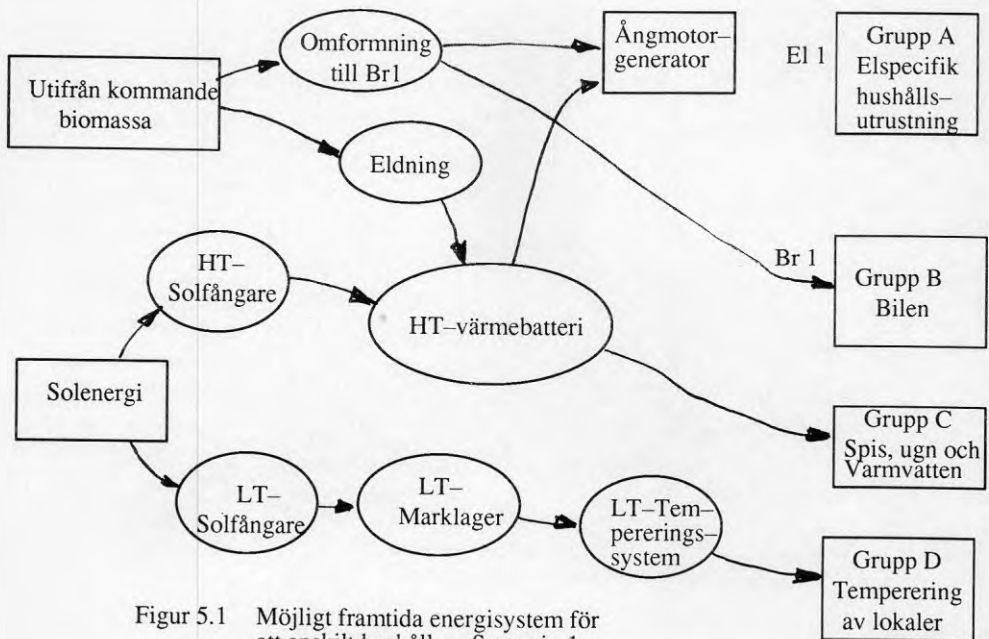 Omformning
till Br1
Ångmotor–
generator
El 1
Grupp A
Elspecifik
hushålls–
utrustning
Utifrån kommande
biomassa
Eldning
HT–
Solfångare
HT–värmebatteri
Br 1
Grupp B
Bilen
Solenergi
Grupp C
Spis, ugn och
Varmvatten
LT–
Solfångare
LT–
Marklager
LT–Tem–
pererings–
system
Grupp D
Temperering
av lokaler
Figur 5.1 Möjligt framtida energisystem för